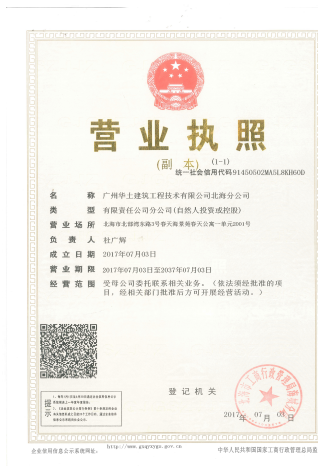 营业执照
(副 本)
(1-1)
统一社会信用代码91450502MA5L8KH60D
名 称 广州华土建筑工程技术有限公司北海分公司
类 型 有限责任公司分公司(自然人投资或控股)
营业场所 北海市北部湾东路3号春天海景苑春天公寓一单元2001号
负 责 人 杜广辉
成立日期 2017年07月03日
营业期限 2017年07月03日至2037年07月03日
经营范围 受母公司委托联系相关业务。(依法须经批准的项
目,经相关部门批准后方可开展经营活动。)
登记机关
2017年 07月 03日
企业信用信息公示系统网址:
中华人民共和国国家工商行政管理总局监